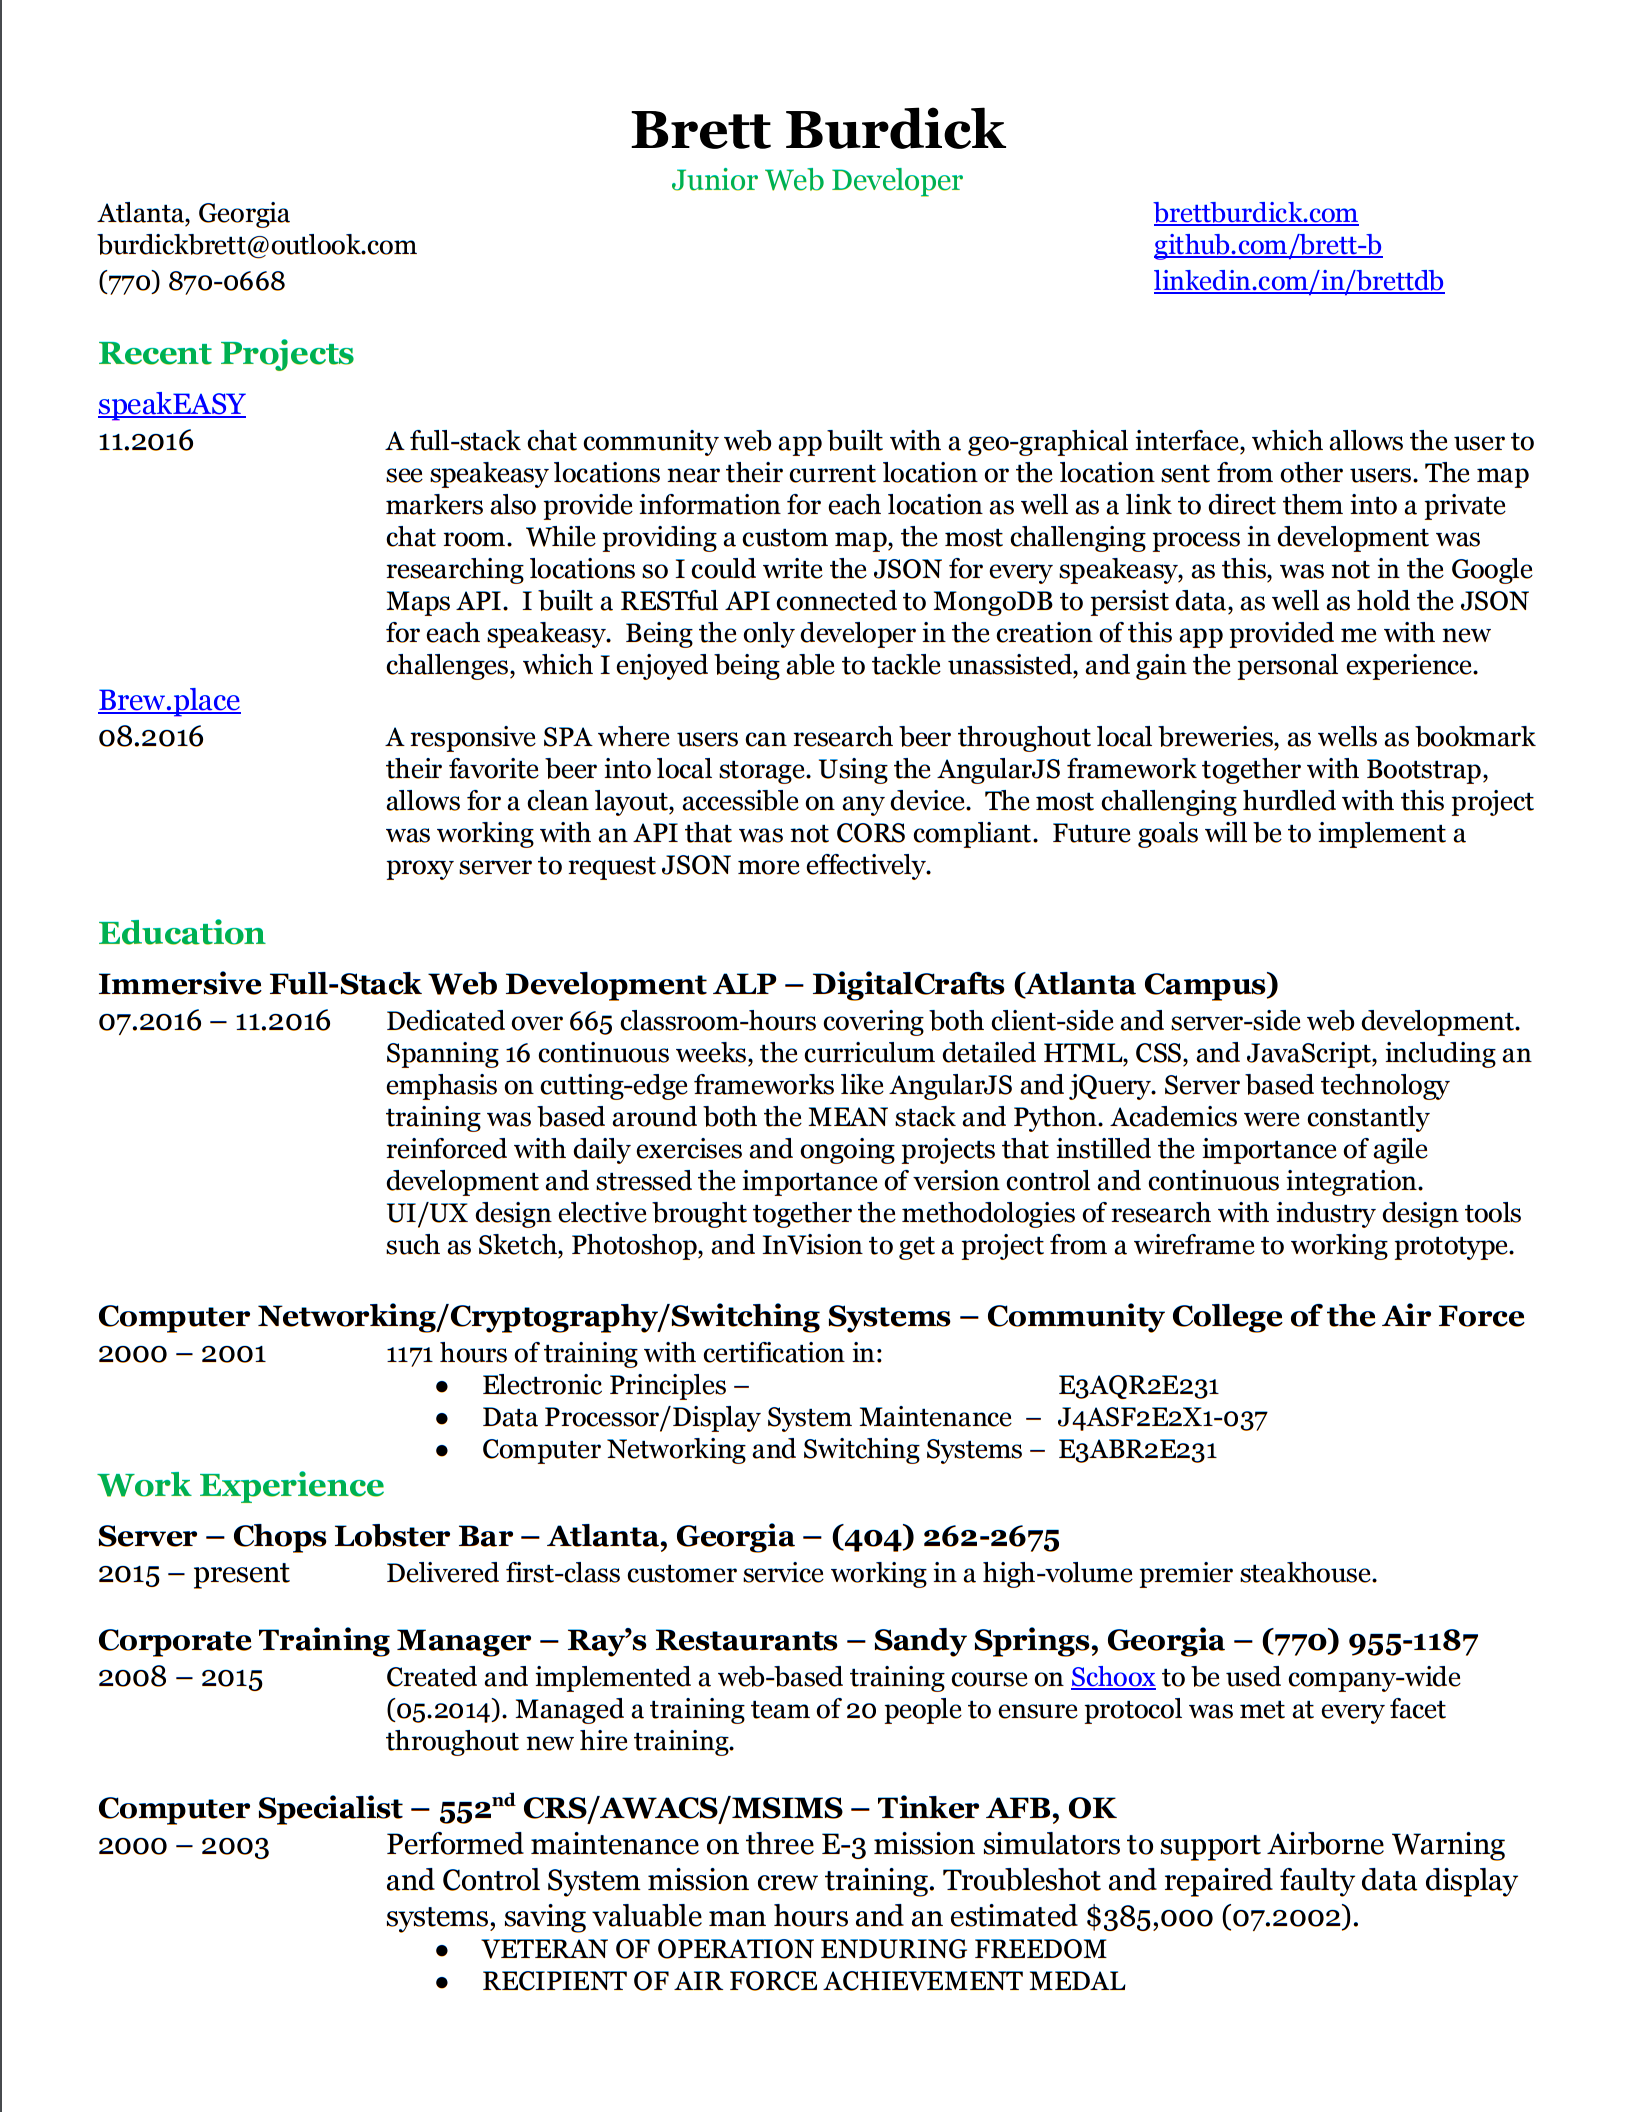 Brett Burdick
Junior Web Developer
Atlanta, Georgia brettburdick.com
burdickbrett@outlook.com github.com/brett-b
(770) 870-0668 linkedin.com/in/brettdb
Recent Projects
speakEASY
11.2016 A full-stack chat community web app built with a geo-graphical interface, which allows the user to
see speakeasy locations near their current location or the location sent from other users. The map
markers also provide information for each location as well as a link to direct them into a private
chat room.  While providing a custom map, the most challenging process in development was
researching locations so I could write the JSON for every speakeasy, as this, was not in the Google
Maps API.  I built a RESTful API connected to MongoDB to persist data, as well as hold the JSON
for each speakeasy.  Being the only developer in the creation of this app provided me with new
challenges, which I enjoyed being able to tackle unassisted, and gain the personal experience.
Brew.place
08.2016 A responsive SPA where users can research beer throughout local breweries, as wells as bookmark
their favorite beer into local storage. Using the AngularJS framework together with Bootstrap,
allows for a clean layout, accessible on any device.  The most challenging hurdled with this project
was working with an API that was not CORS compliant.  Future goals will be to implement a
proxy server to request JSON more effectively.
Education
Immersive Full-Stack Web Development ALP – DigitalCrafts (Atlanta Campus)
07.2016 – 11.2016 Dedicated over 665 classroom-hours covering both client-side and server-side web development.
Spanning 16 continuous weeks, the curriculum detailed HTML, CSS, and JavaScript, including an
emphasis on cutting-edge frameworks like AngularJS and jQuery. Server based technology
training was based around both the MEAN stack and Python. Academics were constantly
reinforced with daily exercises and ongoing projects that instilled the importance of agile
development and stressed the importance of version control and continuous integration.
UI/UX design elective brought together the methodologies of research with industry design tools
such as Sketch, Photoshop, and InVision to get a project from a wireframe to working prototype.
Computer Networking/Cryptography/Switching Systems – Community College of the Air Force
2000 – 2001 1171 hours of training with certification in:
● Electronic Principles – E3AQR2E231
● Data Processor/Display System Maintenance – J4ASF2E2X1-037
● Computer Networking and Switching Systems – E3ABR2E231
Work Experience
Server – Chops Lobster Bar – Atlanta, Georgia – (404) 262-2675
2015 – present Delivered first-class customer service working in a high-volume premier steakhouse.
Corporate Training Manager – Ray’s Restaurants – Sandy Springs, Georgia – (770) 955-1187
2008 – 2015 Created and implemented a web-based training course on Schoox to be used company-wide
(05.2014). Managed a training team of 20 people to ensure protocol was met at every facet
throughout new hire training.
Computer Specialist – 552nd CRS/AWACS/MSIMS – Tinker AFB, OK
2000 – 2003 Performed maintenance on three E-3 mission simulators to support Airborne Warning
and Control System mission crew training. Troubleshot and repaired faulty data display
systems, saving valuable man hours and an estimated $385,000 (07.2002).
● VETERAN OF OPERATION ENDURING FREEDOM
● RECIPIENT OF AIR FORCE ACHIEVEMENT MEDAL